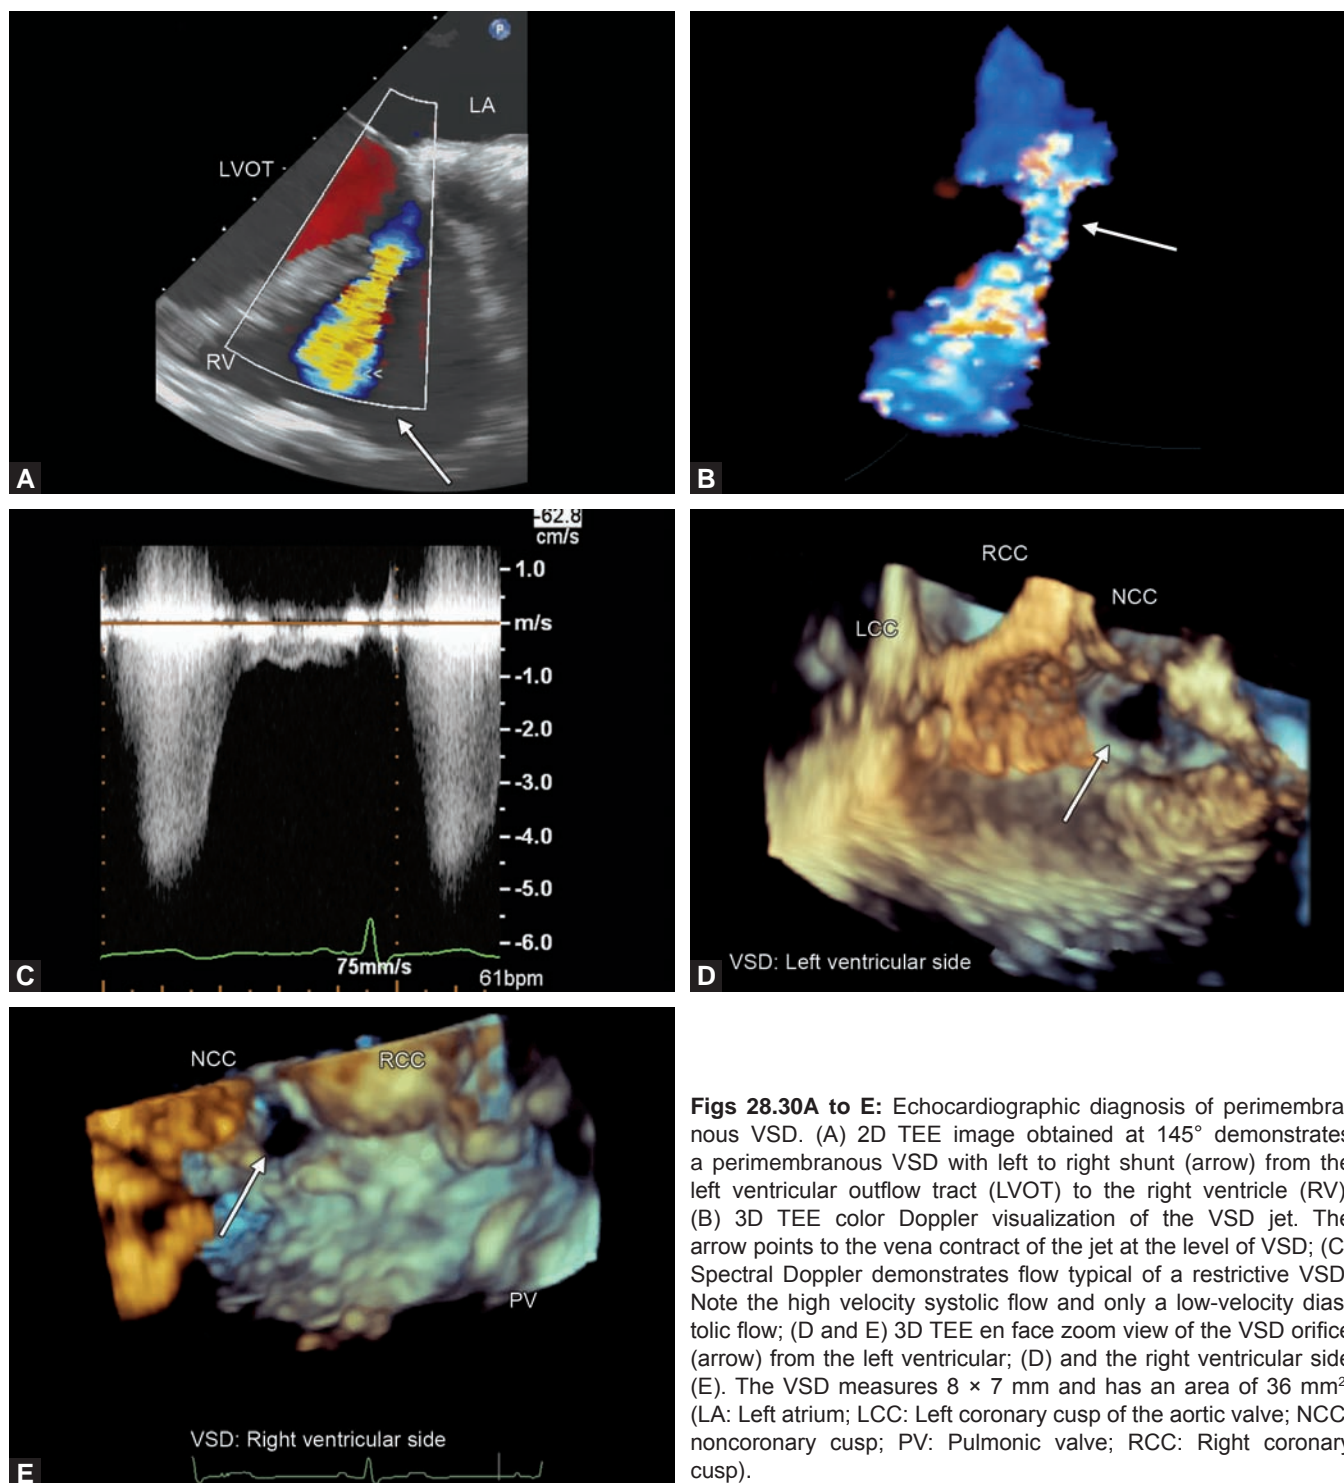 P
LA
LVOT
RV
<<
A
B
-62.8
cm/s
1.0
m/s
-1.0
-2.0
-3.0
-4.0
-5.0
-6.0
75mm/s
61bpm
C
RCC
NCC
LCC
VSD: Left ventricular side
D
NCC
RCC
PV
VSD: Right ventricular side
E
Figs 28.30A to E: Echocardiographic diagnosis of perimembra
nous VSD. (A) 2D TEE image obtained at 145° demonstrates
a perimembranous VSD with left to right shunt (arrow) from the
left ventricular outflow tract (LVOT) to the right ventricle (RV)
(B) 3D TEE color Doppler visualization of the VSD jet. The
arrow points to the vena contract of the jet at the level of VSD; (C
Spectral Doppler demonstrates flow typical of a restrictive VSD
Note the high velocity systolic flow and only a low-velocity dias
tolic flow; (D and E) 3D TEE en face zoom view of the VSD orifice
(arrow) from the left ventricular; (D) and the right ventricular side
(E). The VSD measures 8 × 7 mm and has an area of 36 mm²
(LA: Left atrium; LCC: Left coronary cusp of the aortic valve; NCC
noncoronary cusp; PV: Pulmonic valve; RCC: Right coronary
cusp).